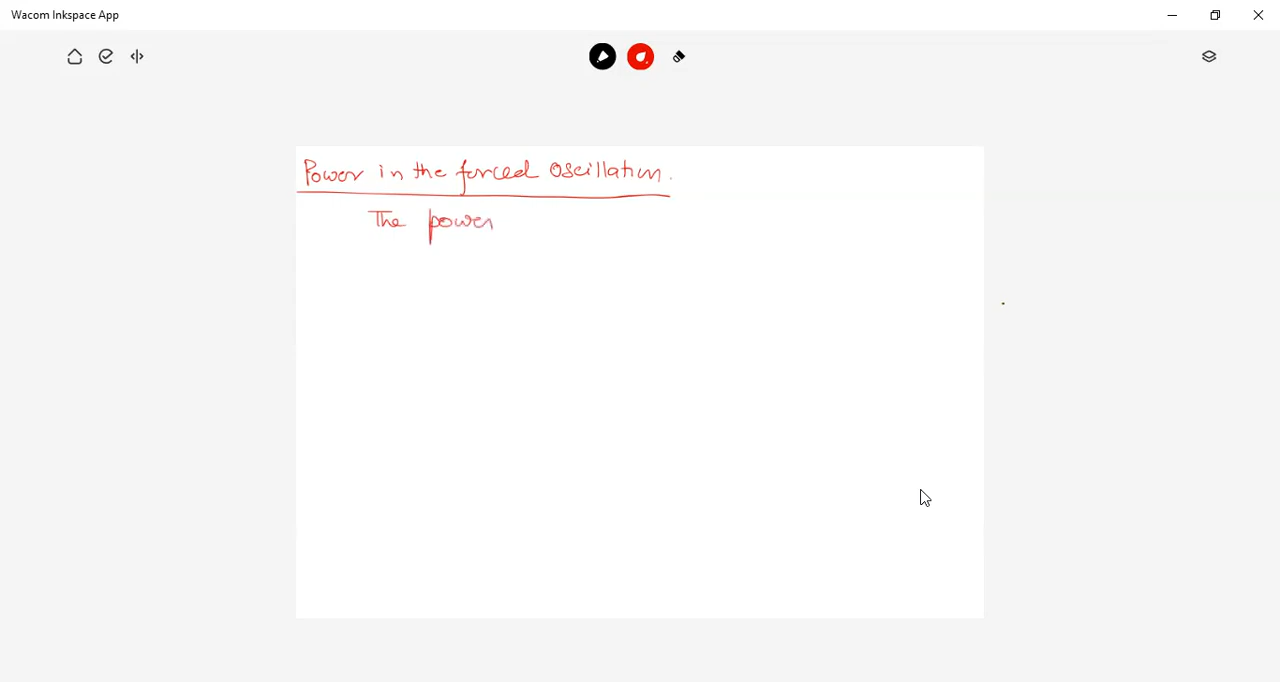 Wacom Inkspace App
Power in the forced oscillation.
The power